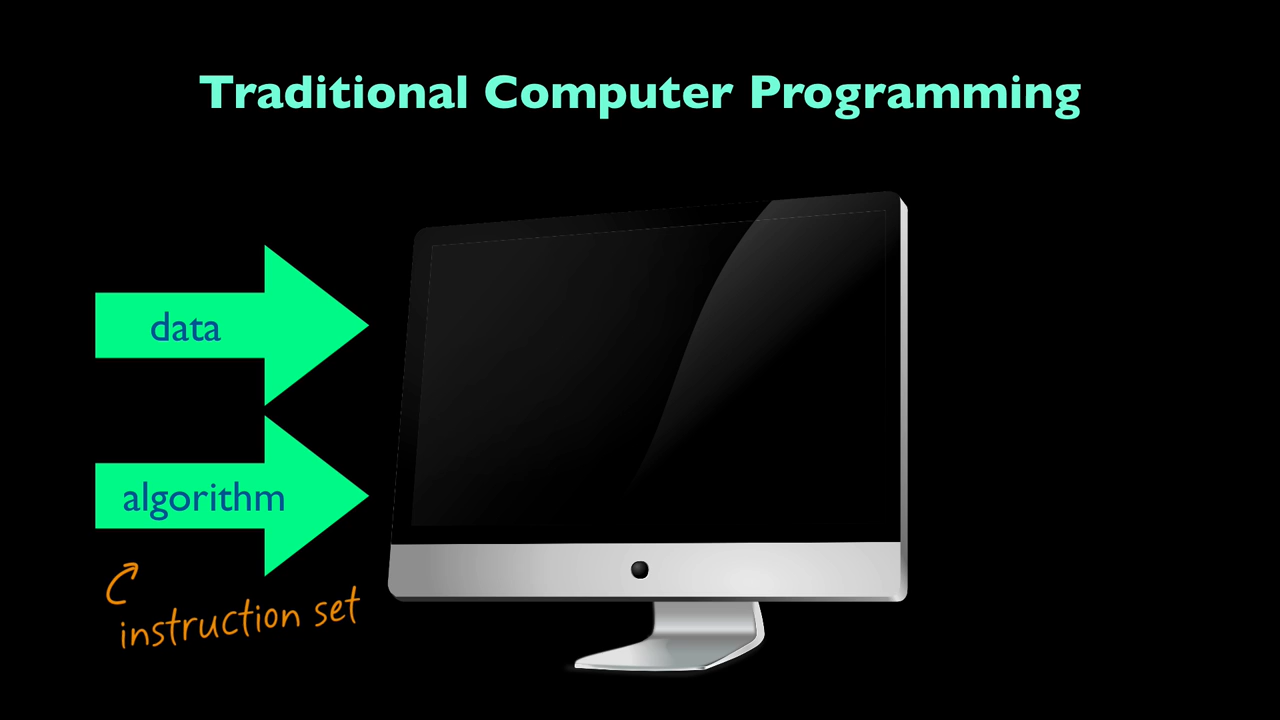 Traditional Computer Programming
data
algorithm
instruction set